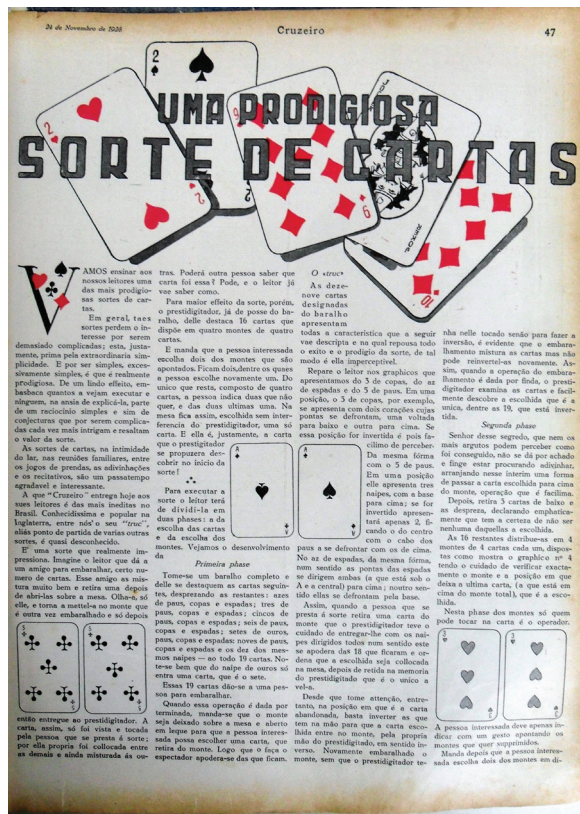 24 de Novembro de 1928
Cruzeiro
47
UMA PRODIGIOSA
SORTE DE CARTAS
VAMOS ensinar aos
nossos leitores uma
das mais prodigio-
sas sortes de car-
tas.
Em geral, taes
sortes perdem o in-
teresse por serem
demasiado complicadas; esta, justa-
mente, prima pela extraordinaria sim-
plicidade. E por ser simples, exces-
sivamente simples, é que é realmente
prodigiosa. De um lindo effeito, em-
basbaca quantos a vejam executar e
ninguem, na ansia de explicá-la, parte
de um raciocinio simples e sim de
conjecturas que por serem complica-
das cada vez mais intrigam e resaltam
o valor da sorte.
As sortes de cartas, na intimidade
do lar, nas reuniões familiares, entre
os jogos de prendas, as adivinhações
e os recitativos, são um passatempo
agradavel e interessante.
A que "Cruzeiro" entrega hoje aos
seus leitores é das mais ineditas no
Brasil. Conhecidissima e popular na
Inglaterra, entre nós o seu "truc",
aliás ponto de partida de varias outras
sortes, é quasi desconhecido.
E' uma sorte que realmente im-
pressiona. Imagine o leitor que dá a
um amigo para embaralhar, certo nu-
mero de cartas. Esse amigo as mis-
tura muito bem e retira uma depois
de abri-las sobre a mesa. Olha-a, só
elle, e torna a mettel-a no monte que
é outra vez embaralhado e só depois
então entregue ao prestidigitador. A
carta, assim, só foi vista e tocada
pela pessoa que se presta á sorte;
por ella propria foi collocada entre
as demais e ainda misturada ás ou-
tras. Poderá outra pessoa saber que
carta foi essa? Pode, e o leitor já
vae saber como.
Para maior effeito da sorte, porém,
o prestigitador, já de posse do ba-
ralho, delle destaca 16 cartas que
dispõe em quatro montes de quatro
cartas.
E manda que a pessoa interessada
escolha dois dos montes que são
apontados. Ficam dois, dentre os quaes
a pessoa escolhe novamente um. Do
unico que resta, composto de quatro
cartas, a pessoa indica duas que não
quer, e das duas ultimas uma. Na
mesa fica assim, escolhida sem inter-
ferencia do prestidigitador, uma só
carta. E ella é, justamente, a carta
que o prestigitador
se propuzera des-
cobrir no inicio da
sorte!
Para executar a
sorte o leitor terá
de dividi-la em
duas phases: a da
escolha das cartas
e da escolha dos
montes. Vejamos o desenvolvimento
da
Primeira phase
Tome-se um baralho completo e
delle se destaquem as cartas seguin-
tes, desprezando as restantes: azes
de paus, copas e espadas; tres de
paus, copas e espadas; cincos de
paus, copas e espadas; seis de paus,
copas e espadas; setes de ouros,
paus, copas e espadas: noves de paus,
copas e espadas e os dez dos mes-
mos naipes — ao todo 19 cartas. No-
te-se bem que do naipe de ouros só
entra uma carta, que é o sete.
Essas 19 cartas dão-se a uma pes-
soa para embaralhar.
Quando essa operação é dada por
terminada, manda-se que o monte
seja deixado sobre a mesa e aberto
em leque para que a pessoa interes-
sada possa escolher uma carta, que
retira do monte. Logo que o faça o
espectador apodera-se das que ficam.
O «truc»
As deze-
nove cartas
designadas
do baralho
apresentam
todas a característica que a seguir
vae descripta e na qual repousa todo
o exito e o prodigio da sorte, de tal
modo é ella imperceptivel.
Repare o leitor nos graphicos que
apresentamos do 3 de copas, do az
de espadas e do 5 de paus. Em uma
posição, o 3 de copas, por exemplo,
se apresenta com dois corações cujas
pontas se defrontam, uma voltada
para baixo e outra para cima. Se
essa posição for invertida é pois fa-
cilimo de perceber.
Da mesma fórma
com o 5 de paus.
Em uma posição
elle apresenta tres
naipes, com a base
para cima; se for
invertido apresen-
tará apenas 2, fi-
cando o do centro
com o cabo dos
paus a se defrontar com os de cima.
No az de espadas, da mesma fórma,
num sentido as pontas das espadas
se dirigem ambas (a que está sob o
A e a central) para cima; noutro sen-
tido ellas se defrontam pela base.
Assim, quando a pessoa que se
presta á sorte retira uma carta do
monte que o prestidigitador teve o
cuidado de entregar-lhe com os nai-
pes dirigidos todos num sentido este
se apodera das 18 que ficaram e or-
dena que a escolhida seja collocada
na mesa, depois de retida na memoria
do prestidigitado que é o unico a
vel-a.
Desde que tome attenção, entre-
tanto, na posição em que é a carta
abandonada, basta inverter as que
tem na mão para que a carta esco-
lhida entre no monte, pela propria
mão do prestigitado, em sentido in-
verso. Novamente embaralhado o
monte, sem que o prestidigitador te-
nha nelle tocado senão para fazer a
inversão, é evidente que o embara-
lhamento mistura as cartas mas não
pode reinvertel-as novamente. As-
sim, quando a operação do embara-
lhamento é dada por finda, o presti-
digitador examina as cartas e facil-
mente descobre a escolhida que é a
unica, dentre as 19, que está inver-
tida.
Segunda phase
Senhor desse segredo, que nem os
mais argutos podem perceber como
foi conseguido, não se dá por achado
e finge estar procurando adivinhar,
arranjando nesse interim uma forma
de passar a carta escolhida para cima
do monte, operação que é facilima.
Depois, retira 3 cartas de baixo e
as despreza, declarando emphatica-
mente que tem a certeza de não ser
nenhuma daquellas a escolhida.
As 16 restantes distribue-as em 4
montes de 4 cartas cada um, dispos-
tas como mostra o graphico nº 4
tendo o cuidado de verificar exacta-
mente o monte e a posição em que
deixa a ultima carta, (a que está em
cima do monte total), que é a esco-
lhida.
Nesta phase dos montes só quem
pode tocar na carta é o operador.
A pessoa interessada deve apenas in-
dicar com um gesto apontando os
montes que quer supprimidos.
Manda depois que a pessoa interes-
sada escolha dois dos montes em di-